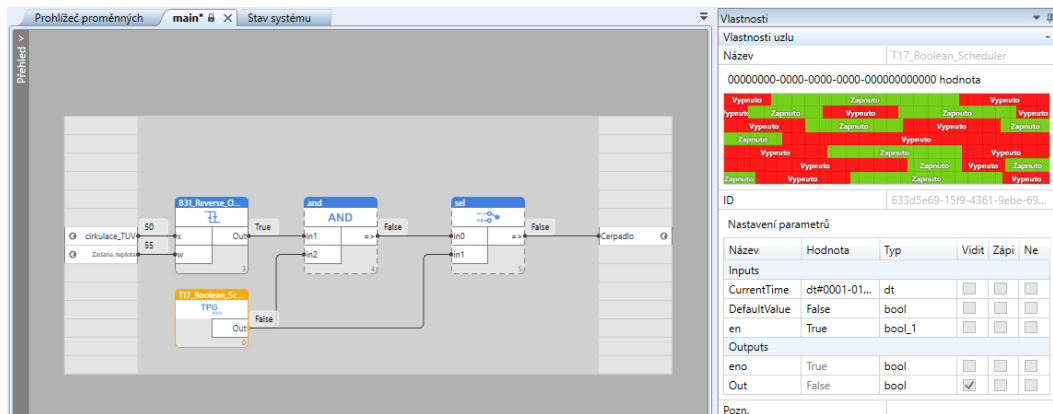 Prohlížeč proměnných
main*
Stav systému
Přehled >
cirkulace_TUV
Zadana_teplota
50
55
B31_Reverse_O...
x
w
Out
3
True
T17_Boolean_Sc...
TPG
Out
0
False
and
AND
in1
in2
=>
4
False
sel
in0
in1
=>
5
False
Cerpadlo
Vlastnosti
Vlastnosti uzlu
Název T17_Boolean_Scheduler
00000000-0000-0000-0000-000000000000 hodnota
Vypnuto Zapnuto Vypnuto
Vypnuto Zapnuto Vypnuto Zapnuto Vypnuto
Vypnuto Zapnuto Vypnuto Zapnuto
Zapnuto Vypnuto
Vypnuto Zapnuto Vypnuto
Vypnuto Zapnuto Vypnuto Zapnuto
Zapnuto Vypnuto Zapnuto Vypnuto
ID 633d5e69-15f9-4361-9ebe-69...
Nastavení parametrů
Název Hodnota Typ Vidit Zápi Ne
Inputs
CurrentTime dt#0001-01... dt
DefaultValue False bool
en True bool_1
Outputs
eno True bool
Out False bool
Pozn.